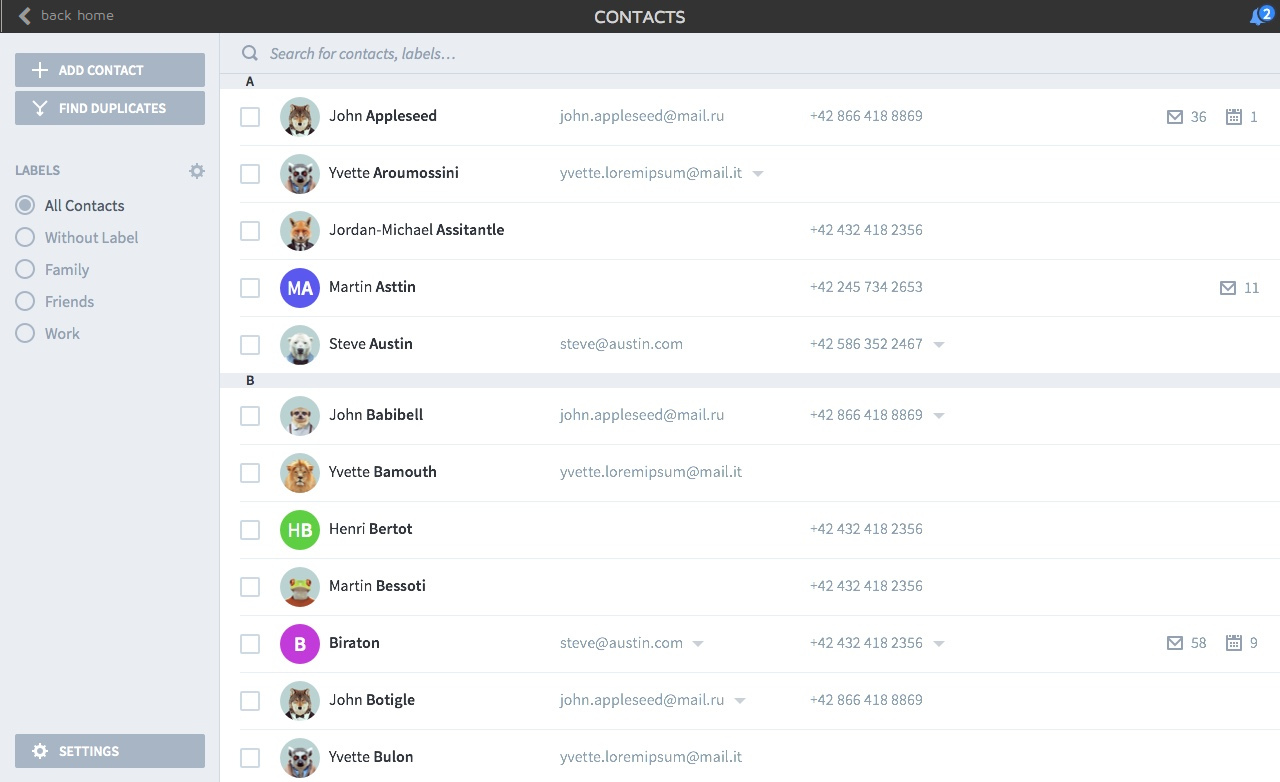 back home
CONTACTS
2
ADD CONTACT
FIND DUPLICATES
LABELS
All Contacts
Without Label
Family
Friends
Work
SETTINGS
Search for contacts, labels...
A
John Appleseed john.appleseed@mail.ru +42 866 418 8869 36 1
Yvette Aroumossini yvette.loremipsum@mail.it
Jordan-Michael Assitantle +42 432 418 2356
MA Martin Asttin +42 245 734 2653 11
Steve Austin steve@austin.com +42 586 352 2467
B
John Babibell john.appleseed@mail.ru +42 866 418 8869
Yvette Bamouth yvette.loremipsum@mail.it
HB Henri Bertot +42 432 418 2356
Martin Bessoti +42 432 418 2356
B Biraton steve@austin.com +42 432 418 2356 58 9
John Botigle john.appleseed@mail.ru +42 866 418 8869
Yvette Bulon yvette.loremipsum@mail.it